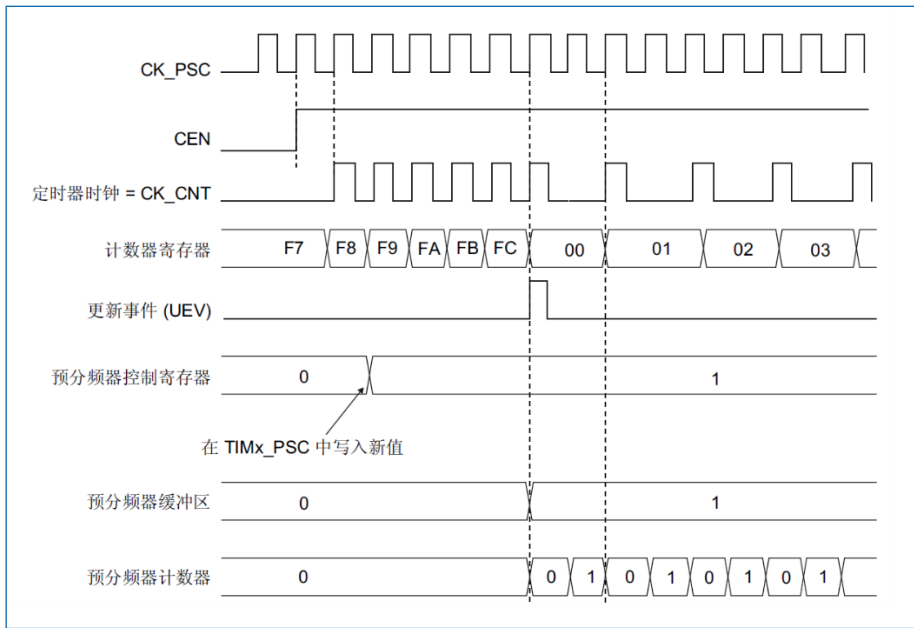 CK_PSC
CEN
定时器时钟 = CK_CNT
计数器寄存器 F7 F8 F9 FA FB FC 00 01 02 03
更新事件 (UEV)
预分频器控制寄存器 0 1
在 TIMx_PSC 中写入新值
预分频器缓冲区 0 1
预分频器计数器 0 0 1 0 1 0 1 0 1